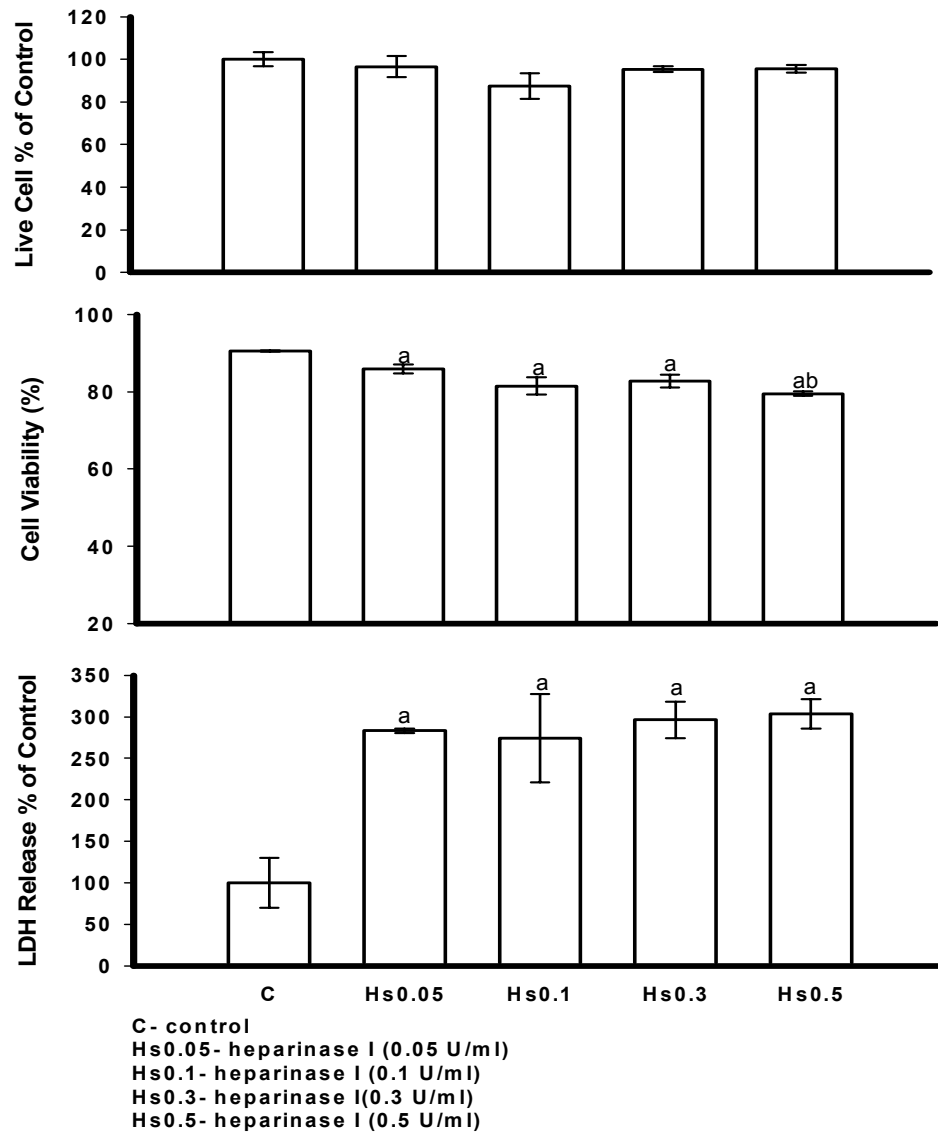 Live Cell % of Control
120
100
80
60
40
20
0
Cell Viability (%)
100
80
60
40
20
a
a
a
ab
LDH Release % of Control
350
300
250
200
150
100
50
0
a
a
a
a
C Hs0.05 Hs0.1 Hs0.3 Hs0.5
C- control
Hs0.05- heparinase I (0.05 U/ml)
Hs0.1- heparinase I (0.1 U/ml)
Hs0.3- heparinase I(0.3 U/ml)
Hs0.5- heparinase I (0.5 U/ml)